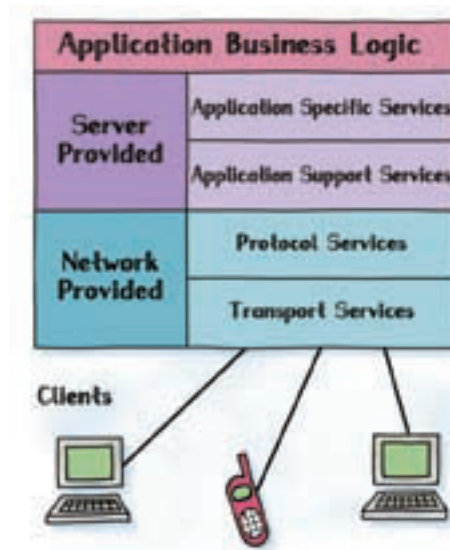 Application Business Logic
Server
Provided
Application Specific Services
Application Support Services
Network
Provided
Protocol Services
Transport Services
Clients